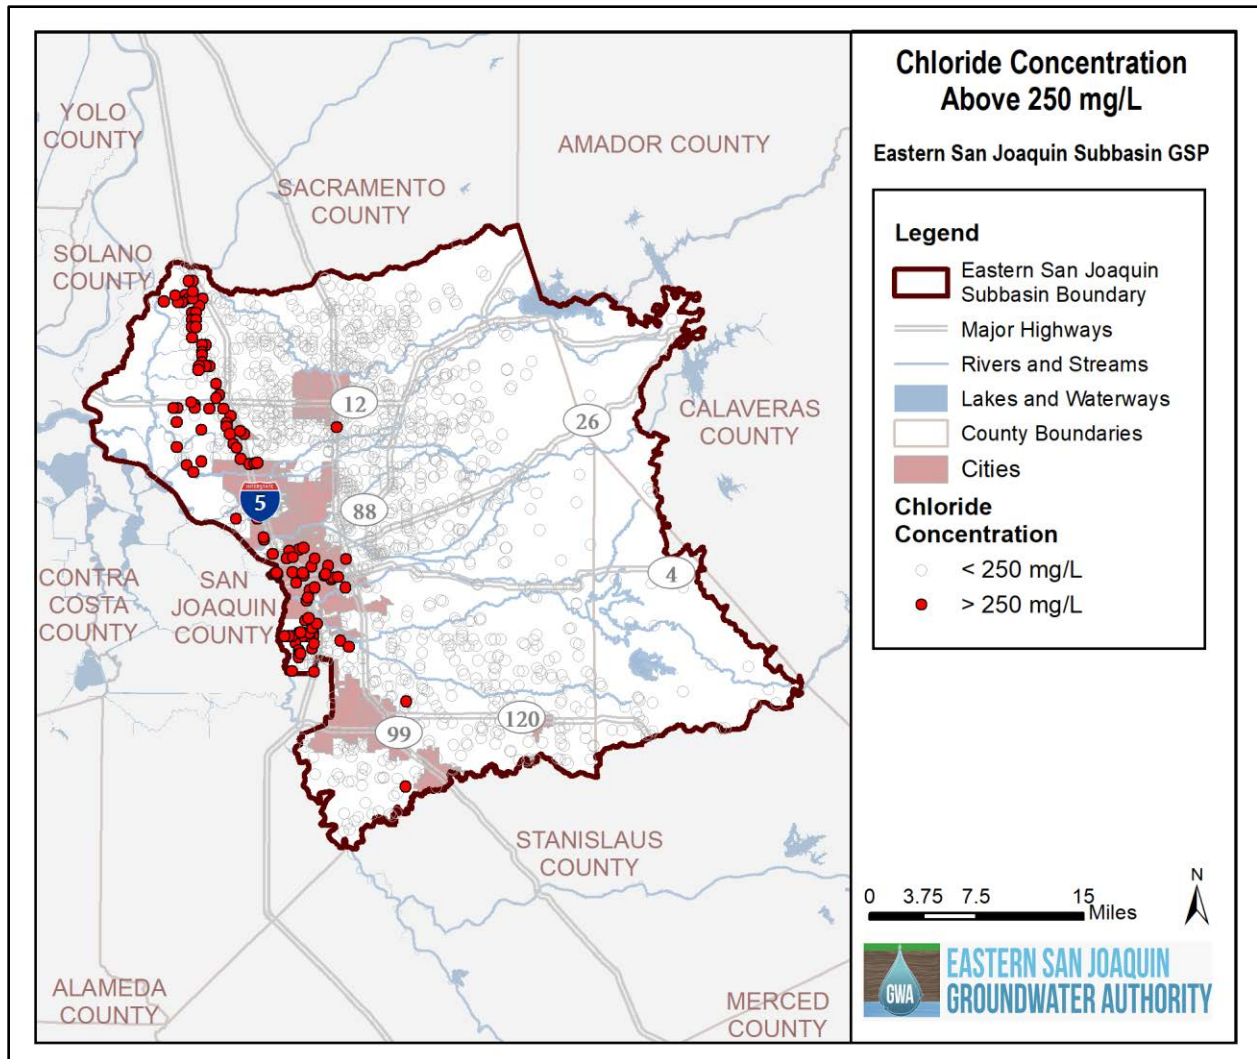 Chloride Concentration
Above 250 mg/L
Eastern San Joaquin Subbasin GSP
Legend
Eastern San Joaquin
Subbasin Boundary
Major Highways
Rivers and Streams
Lakes and Waterways
County Boundaries
Cities
Chloride
Concentration
< 250 mg/L
> 250 mg/L
N
0 3.75 7.5 15
Miles
GWA
EASTERN SAN JOAQUIN
GROUNDWATER AUTHORITY
YOLO
COUNTY
AMADOR COUNTY
SACRAMENTO
COUNTY
SOLANO
COUNTY
12
26
CALAVERAS
COUNTY
5
88
4
CONTRA
COSTA
COUNTY
SAN
JOAQUIN
COUNTY
120
99
STANISLAUS
COUNTY
ALAMEDA
COUNTY
MERCED
COUNTY